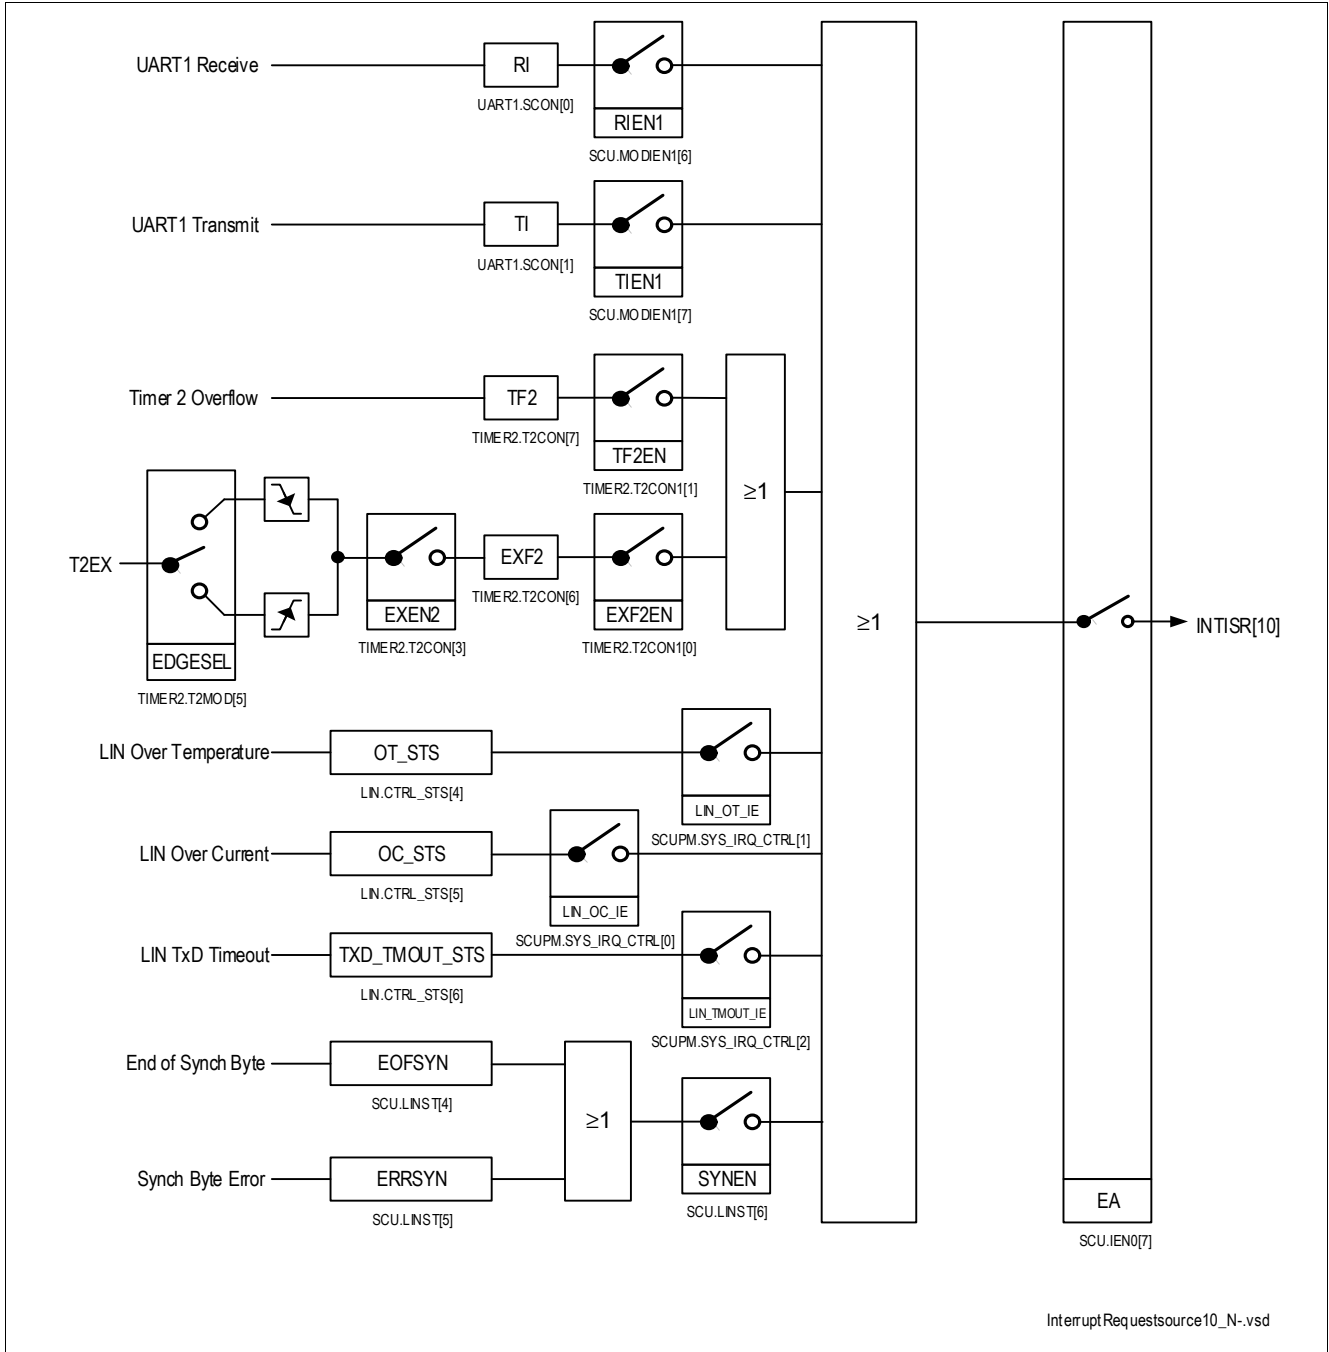 UART1 Receive
RI
UART1.SCON[0]
RIEN1
SCU.MODIEN1[6]
UART1 Transmit
TI
UART1.SCON[1]
TIEN1
SCU.MODIEN1[7]
Timer 2 Overflow
TF2
TIMER2.T2CON[7]
TF2EN
TIMER2.T2CON1[1]
≥1
T2EX
EDGESEL
TIMER2.T2MOD[5]
EXEN2
TIMER2.T2CON[3]
EXF2
TIMER2.T2CON[6]
EXF2EN
TIMER2.T2CON1[0]
≥1
INTISR[10]
LIN Over Temperature
OT_STS
LIN.CTRL_STS[4]
LIN_OT_IE
SCUPM.SYS_IRQ_CTRL[1]
LIN Over Current
OC_STS
LIN.CTRL_STS[5]
LIN_OC_IE
SCUPM.SYS_IRQ_CTRL[0]
LIN TxD Timeout
TXD_TMOUT_STS
LIN.CTRL_STS[6]
LIN_TMOUT_IE
SCUPM.SYS_IRQ_CTRL[2]
End of Synch Byte
EOFSYN
SCU.LINST[4]
≥1
Synch Byte Error
ERRSYN
SCU.LINST[5]
SYNEN
SCU.LINST[6]
EA
SCU.IEN0[7]
InterruptRequestsource10_N-.vsd